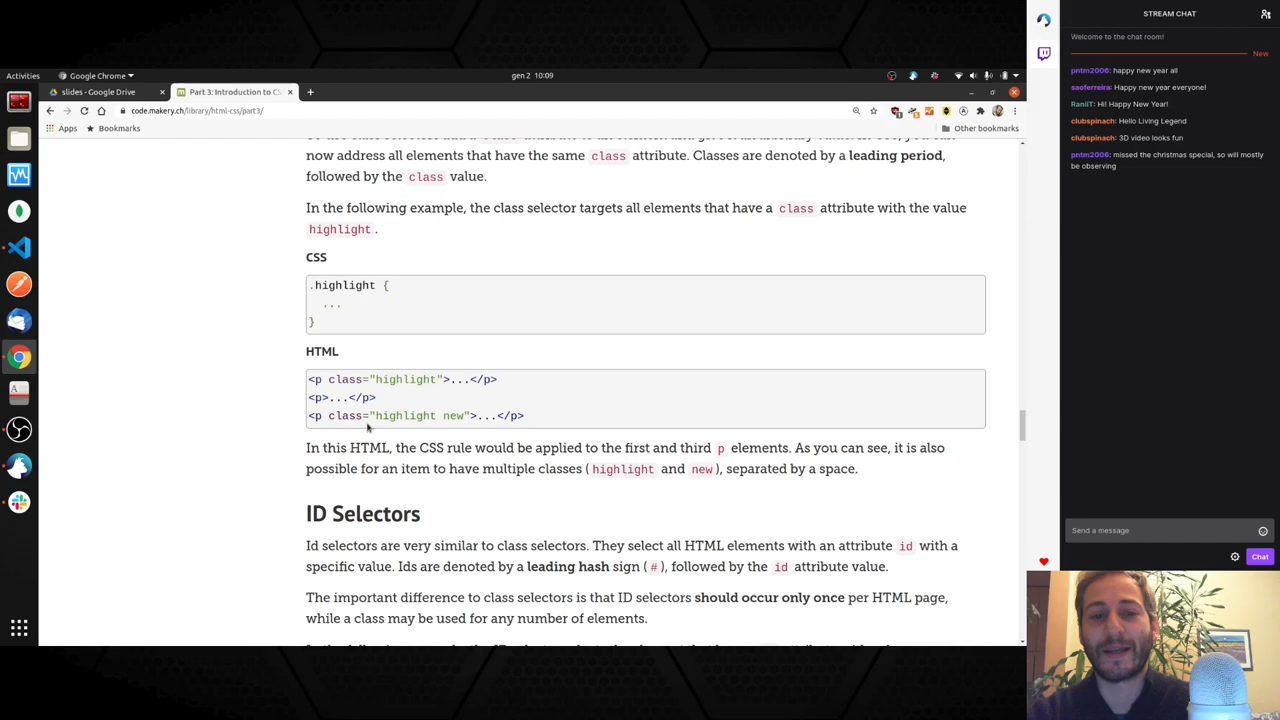 Activities
Google Chrome
gen 2 10:09
slides - Google Drive
Part 3: Introduction to CS
code.makery.ch/library/html-css/part3/
Apps
Bookmarks
Other bookmarks
now address all elements that have the same class attribute. Classes are denoted by a leading period,
followed by the class value.
In the following example, the class selector targets all elements that have a class attribute with the value
highlight.
CSS
.highlight {
...
}
HTML
<p class="highlight">...</p>
<p>...</p>
<p class="highlight new">...</p>
In this HTML, the CSS rule would be applied to the first and third p elements. As you can see, it is also
possible for an item to have multiple classes (highlight and new), separated by a space.
ID Selectors
Id selectors are very similar to class selectors. They select all HTML elements with an attribute id with a
specific value. Ids are denoted by a leading hash sign (#), followed by the id attribute value.
The important difference to class selectors is that ID selectors should occur only once per HTML page,
while a class may be used for any number of elements.
STREAM CHAT
Welcome to the chat room!
New
pntm2006: happy new year all
saoferreira: Happy new year everyone!
RaniiT: Hi! Happy New Year!
clubspinach: Hello Living Legend
clubspinach: 3D video looks fun
pntm2006: missed the christmas special, so will mostly
be observing
Send a message
Chat